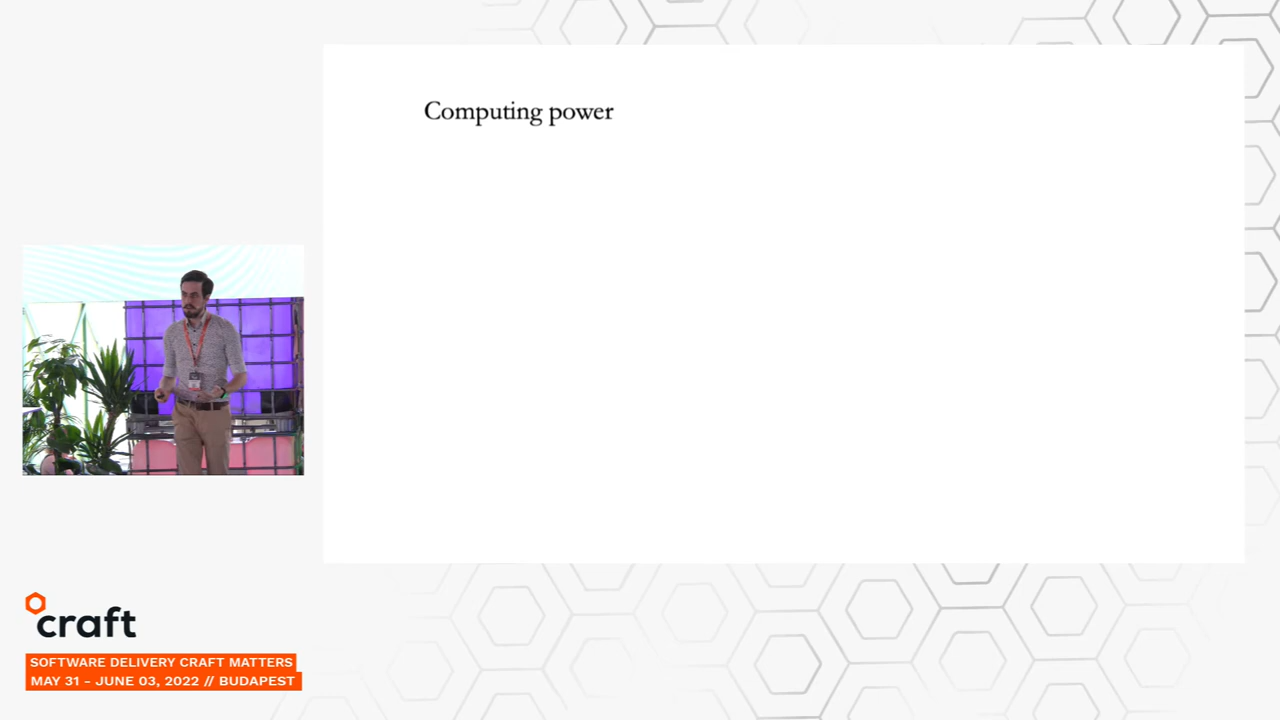 Computing power
craft
SOFTWARE DELIVERY CRAFT MATTERS
MAY 31 - JUNE 03, 2022 // BUDAPEST